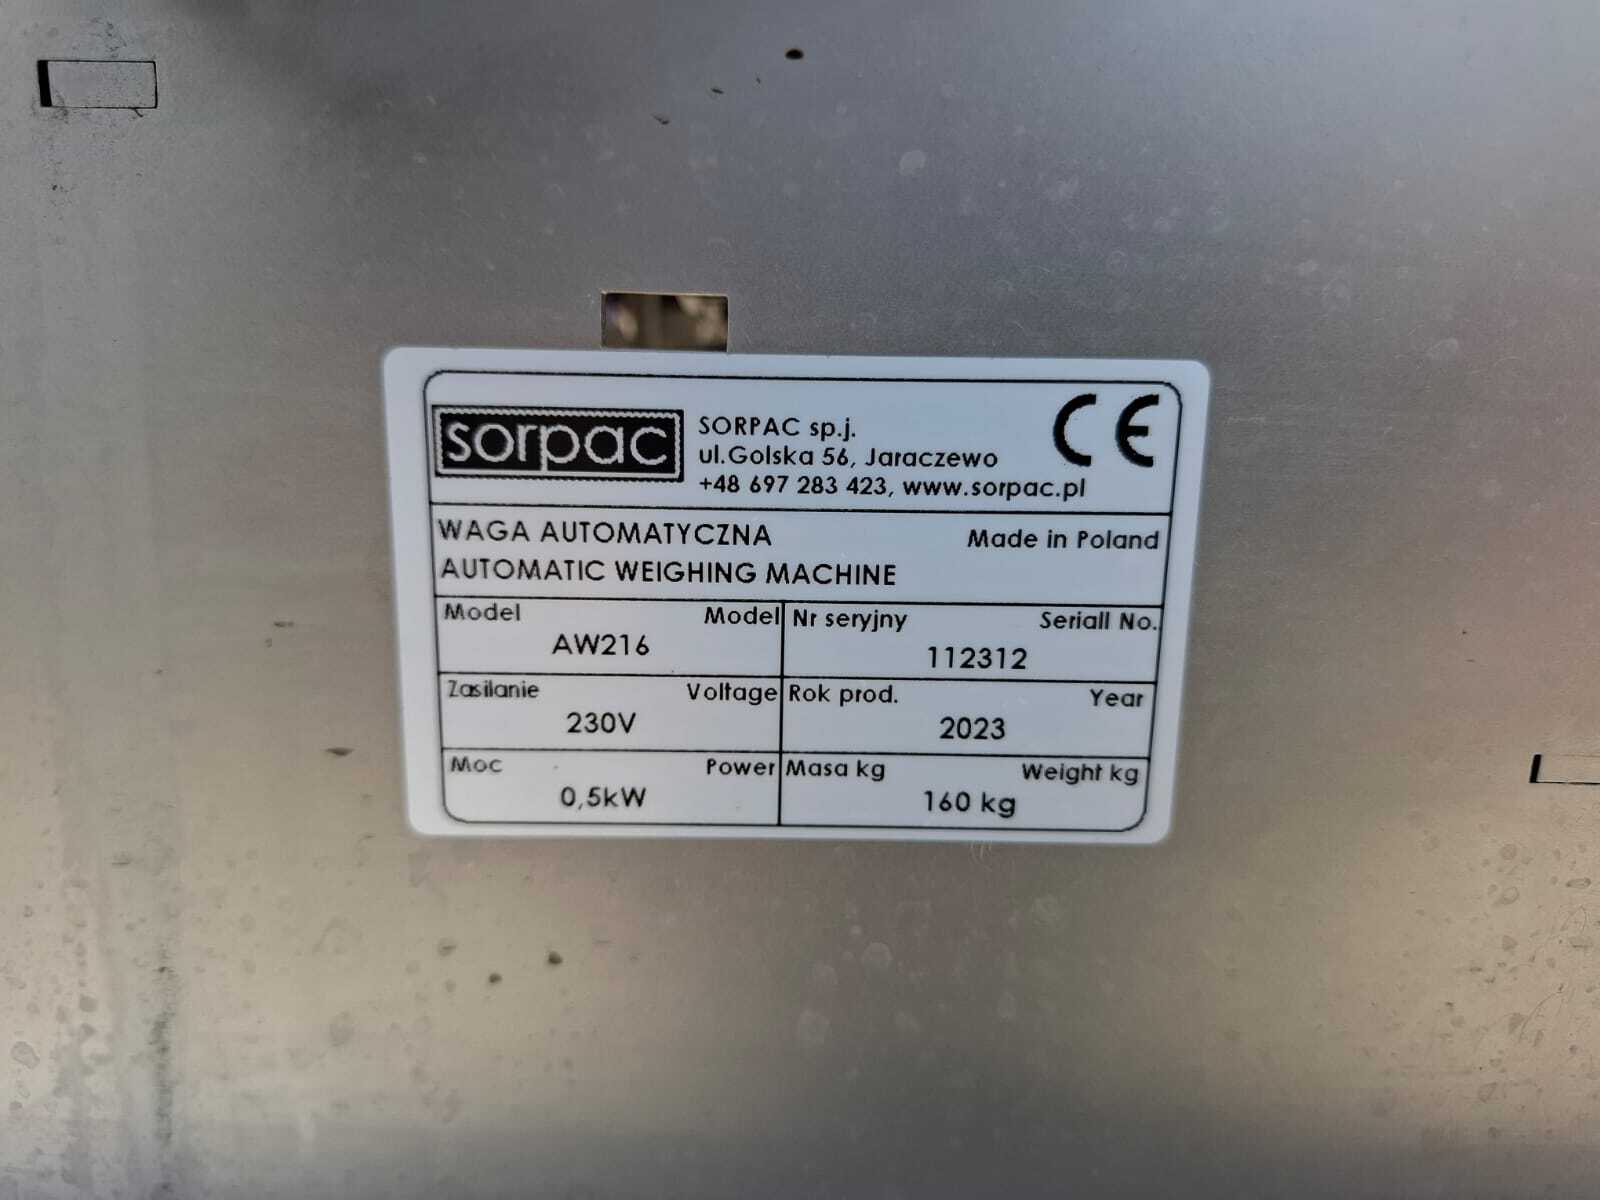 sorpac
SORPAC sp.j.
ul.Golska 56, Jaraczewo
+48 697 283 423, www.sorpac.pl
CE
WAGA AUTOMATYCZNA Made in Poland
AUTOMATIC WEIGHING MACHINE
Model Model
AW216
Nr seryjny Seriall No.
112312
Zasilanie Voltage
230V
Rok prod. Year
2023
Moc Power
0,5kW
Masa kg Weight kg
160 kg